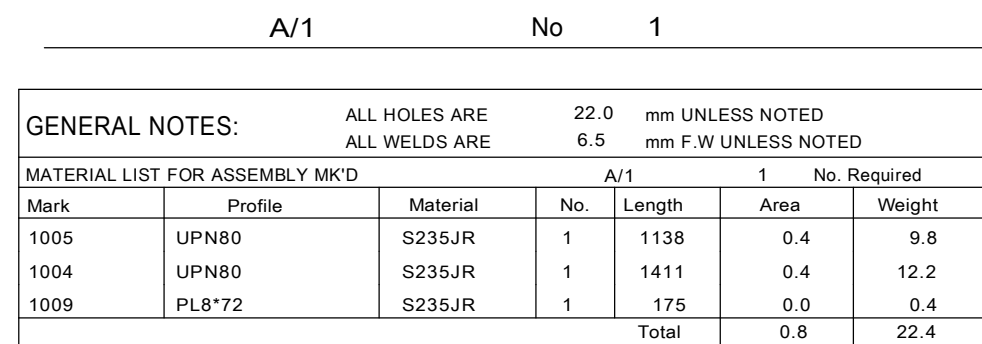 A/1 No 1
GENERAL NOTES: ALL HOLES ARE 22.0 mm UNLESS NOTED
ALL WELDS ARE 6.5 mm F.W UNLESS NOTED
MATERIAL LIST FOR ASSEMBLY MK'D A/1 1 No. Required
Mark Profile Material No. Length Area Weight
1005 UPN80 S235JR 1 1138 0.4 9.8
1004 UPN80 S235JR 1 1411 0.4 12.2
1009 PL8*72 S235JR 1 175 0.0 0.4
Total 0.8 22.4